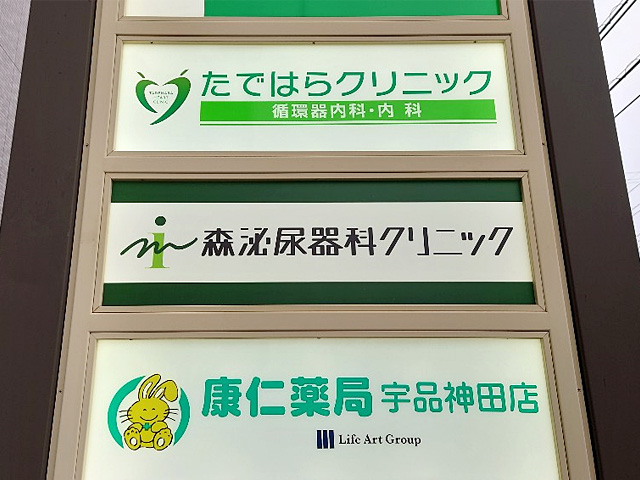 たではらクリニック
循環器内科・内 科
森泌尿器科クリニック
康仁薬局 宇品神田店
Life Art Group